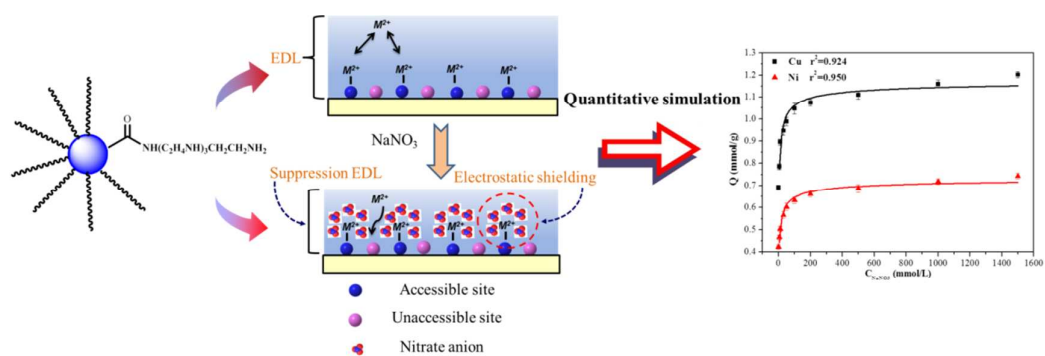 O
NH(C₂H₄NH)₃CH₂CH₂NH₂
EDL
M²⁺
M²⁺ M²⁺ M²⁺ M²⁺
NaNO₃
Suppression EDL
Electrostatic shielding
M²⁺
M²⁺ M²⁺ M²⁺ M²⁺
Accessible site
Unaccessible site
Nitrate anion
Quantitative simulation
Cu r²=0.924
Ni r²=0.950
Q (mmol/g)
1.3
1.2
1.1
1.0
0.9
0.8
0.7
0.6
0.5
0.4
0 200 400 600 800 1000 1200 1400 1600
C_NaNO3 (mmol/L)